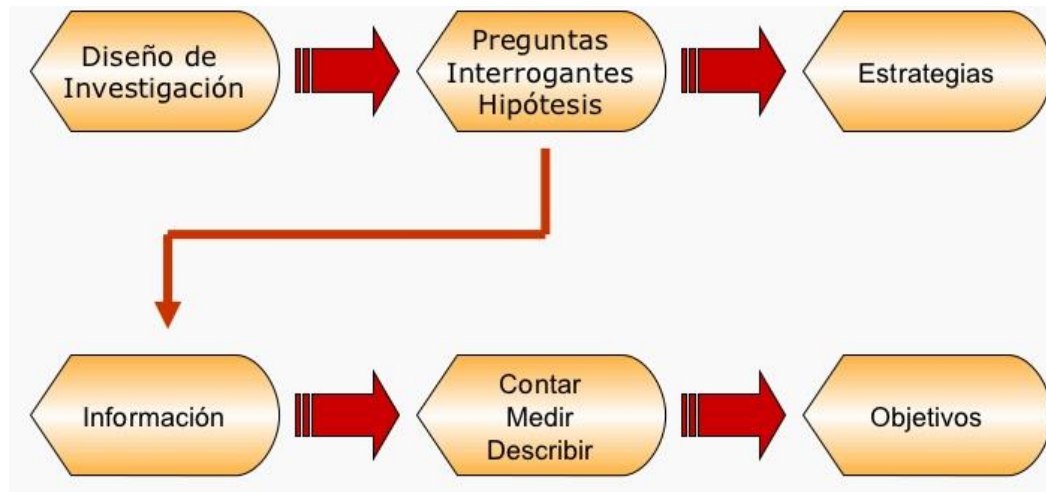 Diseño de
Investigación
Preguntas
Interrogantes
Hipótesis
Estrategias
Información
Contar
Medir
Describir
Objetivos